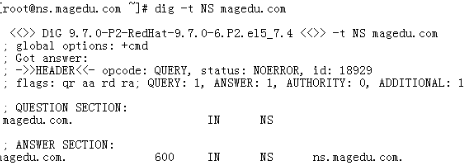 [root@ns.magedu.com ~]# dig -t NS magedu.com
<<>> DiG 9.7.0-P2-RedHat-9.7.0-6.P2.el5_7.4 <<>> -t NS magedu.com
; global options: +cmd
; Got answer:
; ->>HEADER<<- opcode: QUERY, status: NOERROR, id: 18929
; flags: qr aa rd ra; QUERY: 1, ANSWER: 1, AUTHORITY: 0, ADDITIONAL: 1
; QUESTION SECTION:
magedu.com. IN NS
; ANSWER SECTION:
magedu.com. 600 IN NS ns.magedu.com.